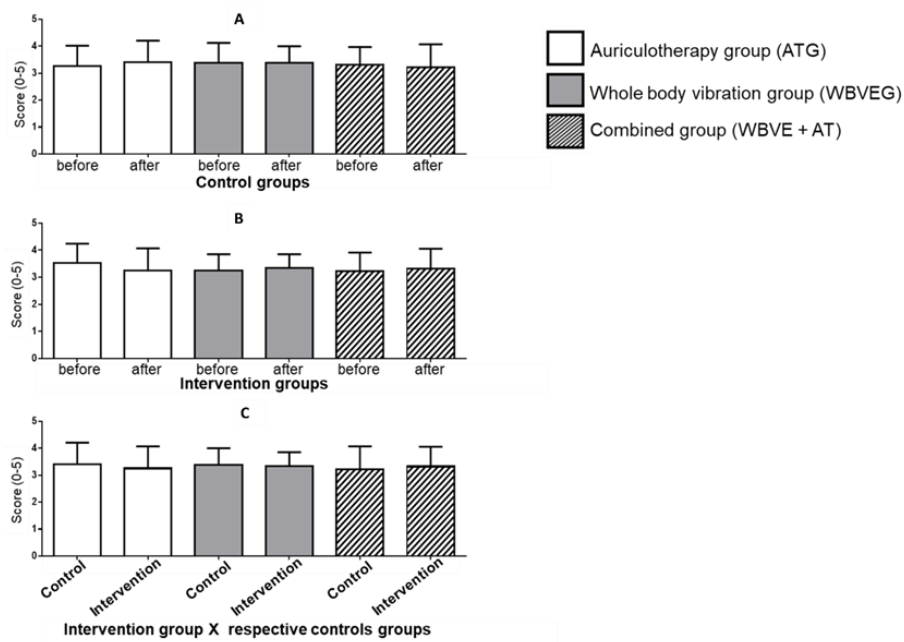 A
Score (0-5)
5
4
3
2
1
0
before after before after before after
Control groups
Auriculotherapy group (ATG)
Whole body vibration group (WBVEG)
Combined group (WBVE + AT)
B
Score (0-5)
5
4
3
2
1
0
before after before after before after
Intervention groups
C
Score (0-5)
5
4
3
2
1
0
Control Intervention Control Intervention Control Intervention
Intervention group X respective controls groups